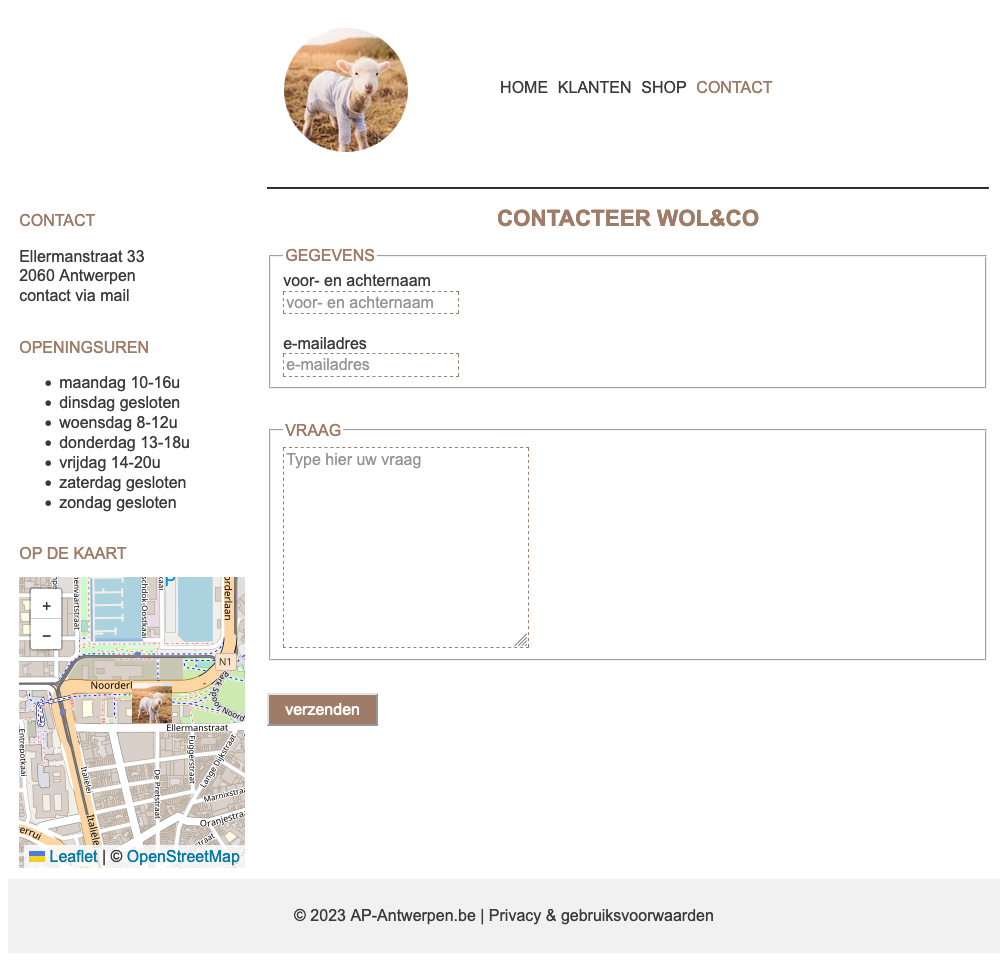 HOME KLANTEN SHOP CONTACT
CONTACT
Ellermanstraat 33
2060 Antwerpen
contact via mail
OPENINGSUREN
maandag 10-16u
dinsdag gesloten
woensdag 8-12u
donderdag 13-18u
vrijdag 14-20u
zaterdag gesloten
zondag gesloten
OP DE KAART
+
−
N1
Noorderl
Ellermanstraat
Entrepotkaai
Italiëlei
De Pretstraat
Fuggerstraat
Lange Dijkstraat
Marnixstraat
Oranjestra
Italiële
Leaflet | © OpenStreetMap
CONTACTEER WOL&CO
GEGEVENS
voor- en achternaam
voor- en achternaam
e-mailadres
e-mailadres
VRAAG
Type hier uw vraag
verzenden
© 2023 AP-Antwerpen.be | Privacy & gebruiksvoorwaarden